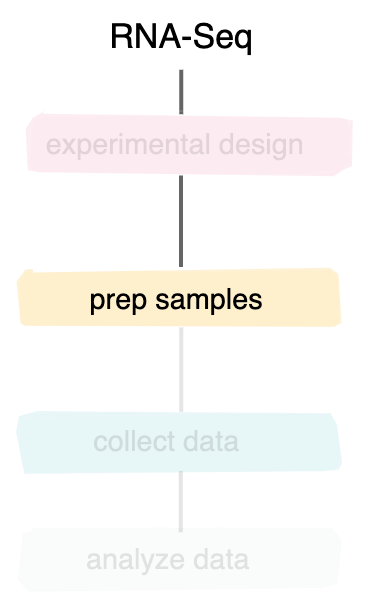 RNA-Seq
experimental design
prep samples
collect data
analyze data